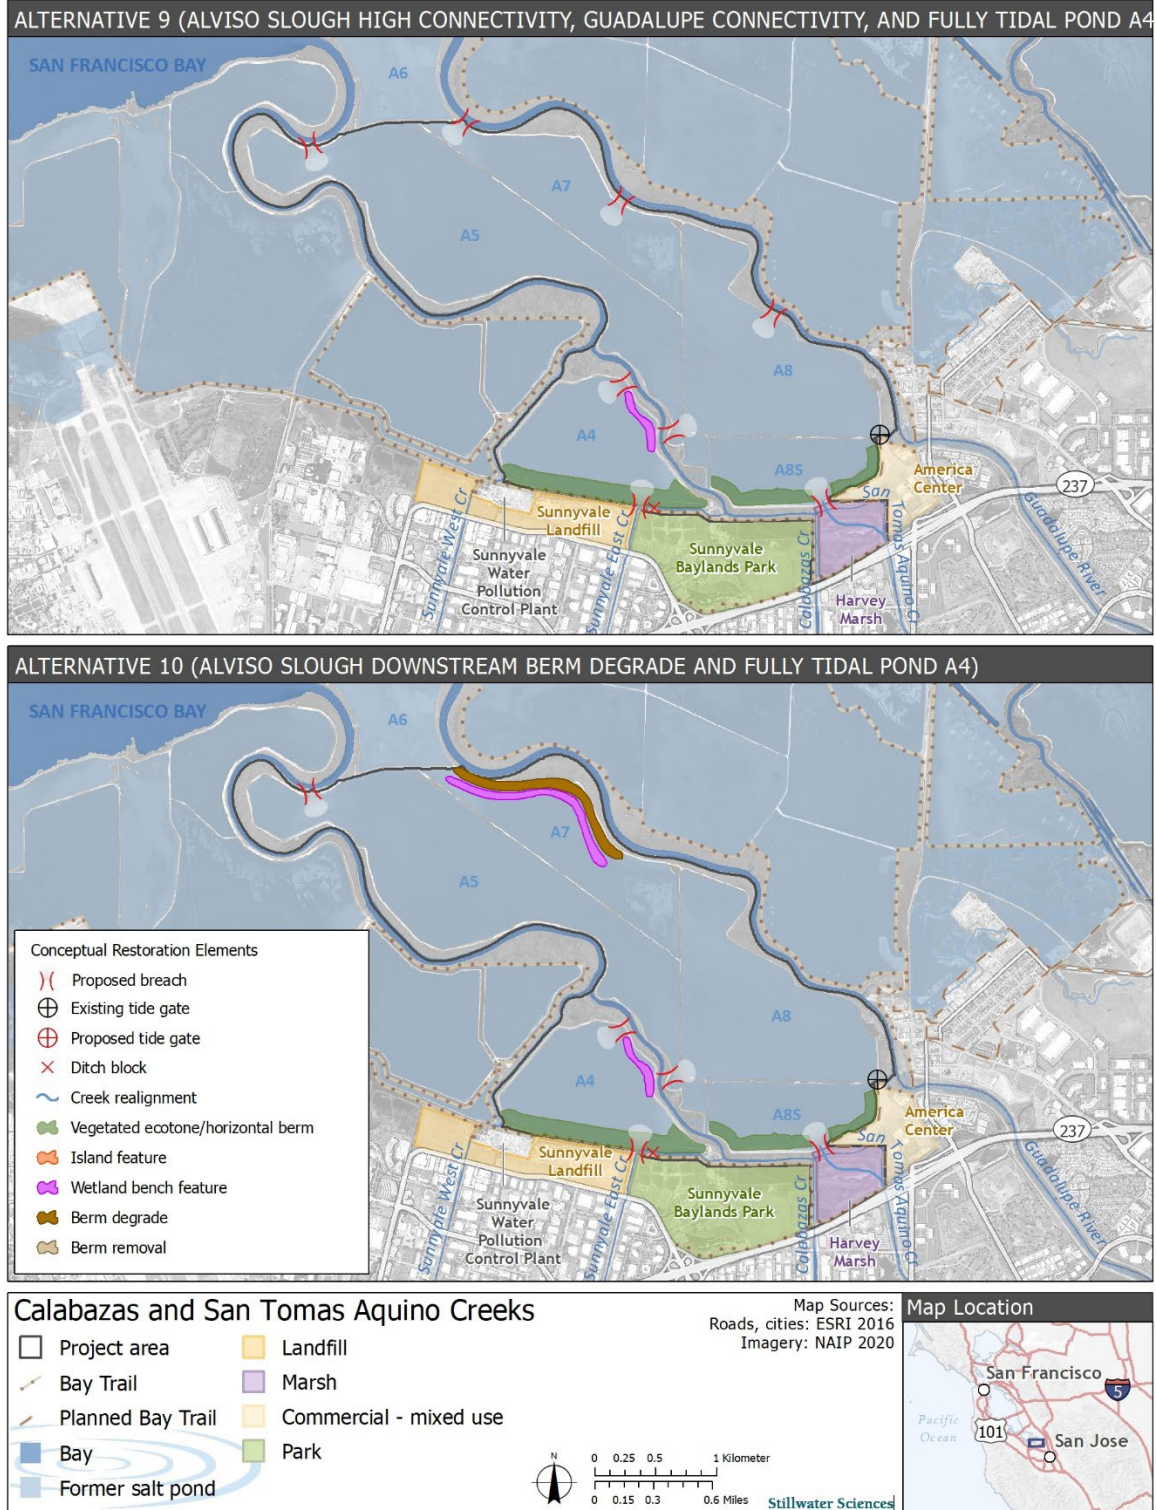 ALTERNATIVE 9 (ALVISO SLOUGH HIGH CONNECTIVITY, GUADALUPE CONNECTIVITY, AND FULLY TIDAL POND A4
SAN FRANCISCO BAY
A6
A7
A5
A8
A4
A8S
America
Center
237
San Tomas Aquino Cr
Guadalupe River
Sunnyvale
Landfill
Sunnyvale West Cr
Sunnyvale East Cr
Sunnyvale
Water
Pollution
Control Plant
Sunnyvale
Baylands Park
Calabazas Cr
Harvey
Marsh
ALTERNATIVE 10 (ALVISO SLOUGH DOWNSTREAM BERM DEGRADE AND FULLY TIDAL POND A4)
SAN FRANCISCO BAY
A6
A7
A5
A8
A4
A8S
America
Center
237
San Tomas Aquino Cr
Guadalupe River
Sunnyvale
Landfill
Sunnyvale West Cr
Sunnyvale East Cr
Sunnyvale
Water
Pollution
Control Plant
Sunnyvale
Baylands Park
Calabazas Cr
Harvey
Marsh
Conceptual Restoration Elements
Proposed breach
Existing tide gate
Proposed tide gate
Ditch block
Creek realignment
Vegetated ecotone/horizontal berm
Island feature
Wetland bench feature
Berm degrade
Berm removal
Calabazas and San Tomas Aquino Creeks
Project area
Bay Trail
Planned Bay Trail
Bay
Former salt pond
Landfill
Marsh
Commercial - mixed use
Park
Map Sources:
Roads, cities: ESRI 2016
Imagery: NAIP 2020
N
0 0.25 0.5 1 Kilometer
0 0.15 0.3 0.6 Miles
Stillwater Sciences
Map Location
San Francisco
5
Pacific
Ocean
101
San Jose